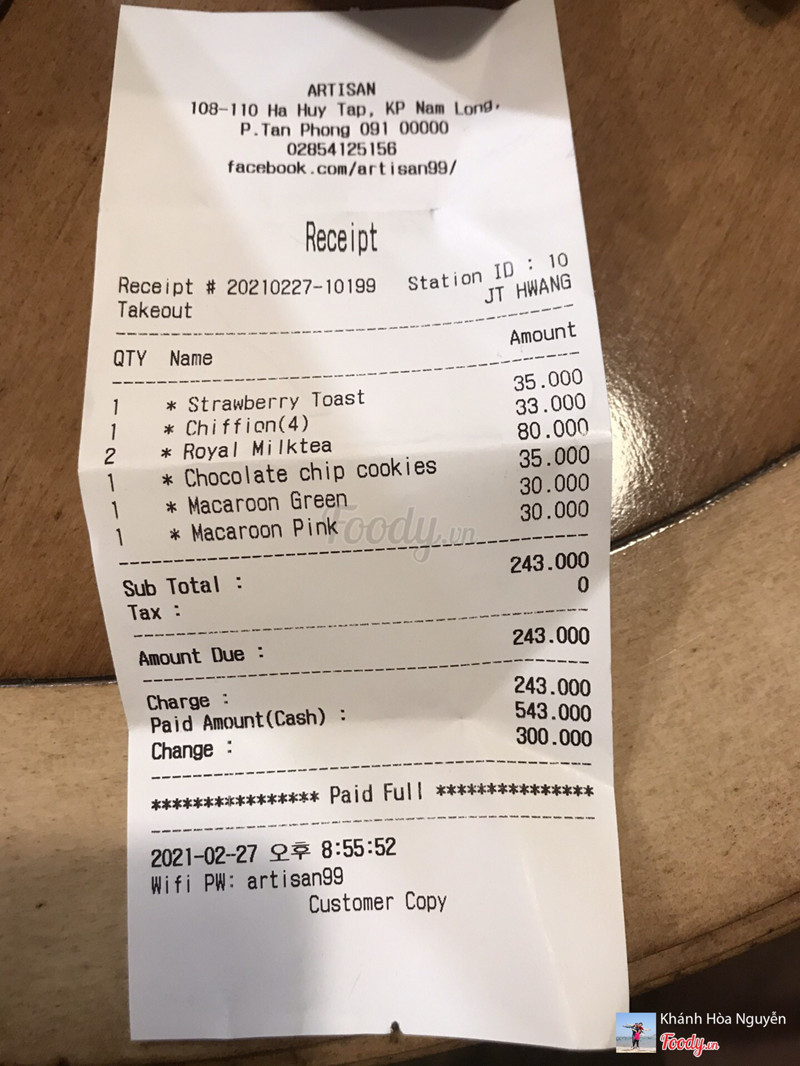 ARTISAN
108-110 Ha Huy Tap, KP Nam Long,
P.Tan Phong 091 00000
02854125156
facebook.com/artisan99/
Receipt
Receipt # 20210227-10199 Station ID : 10
Takeout JT HWANG
QTY Name Amount
1 * Strawberry Toast 35.000
1 * Chiffion(4) 33.000
2 * Royal Milktea 80.000
1 * Chocolate chip cookies 35.000
1 * Macaroon Green 30.000
1 * Macaroon Pink 30.000
Sub Total : 243.000
Tax : 0
Amount Due : 243.000
Charge : 243.000
Paid Amount(Cash) : 543.000
Change : 300.000
**************** Paid Full ***************
2021-02-27 오후 8:55:52
Wifi PW: artisan99
Customer Copy
Foody.vn
Khánh Hòa Nguyễn
Foody.vn